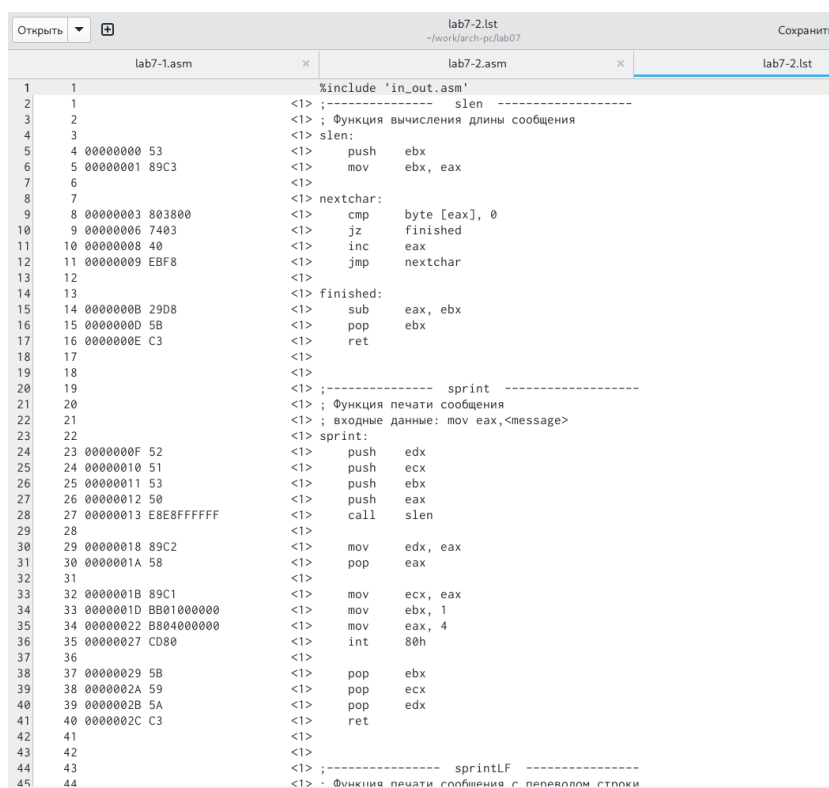 Открыть
lab7-2.lst
~/work/arch-pc/lab07
Сохранить
lab7-1.asm × lab7-2.asm × lab7-2.lst
1 1 %include 'in_out.asm'
2 1 <1> ;--------------- slen -------------------
3 2 <1> ; Функция вычисления длины сообщения
4 3 <1> slen:
5 4 00000000 53 <1> push ebx
6 5 00000001 89C3 <1> mov ebx, eax
7 6 <1>
8 7 <1> nextchar:
9 8 00000003 803800 <1> cmp byte [eax], 0
10 9 00000006 7403 <1> jz finished
11 10 00000008 40 <1> inc eax
12 11 00000009 EBF8 <1> jmp nextchar
13 12 <1>
14 13 <1> finished:
15 14 0000000B 29D8 <1> sub eax, ebx
16 15 0000000D 5B <1> pop ebx
17 16 0000000E C3 <1> ret
18 17 <1>
19 18 <1>
20 19 <1> ;--------------- sprint -------------------
21 20 <1> ; Функция печати сообщения
22 21 <1> ; входные данные: mov eax,<message>
23 22 <1> sprint:
24 23 0000000F 52 <1> push edx
25 24 00000010 51 <1> push ecx
26 25 00000011 53 <1> push ebx
27 26 00000012 50 <1> push eax
28 27 00000013 E8E8FFFFFF <1> call slen
29 28 <1>
30 29 00000018 89C2 <1> mov edx, eax
31 30 0000001A 58 <1> pop eax
32 31 <1>
33 32 0000001B 89C1 <1> mov ecx, eax
34 33 0000001D BB01000000 <1> mov ebx, 1
35 34 00000022 B804000000 <1> mov eax, 4
36 35 00000027 CD80 <1> int 80h
37 36 <1>
38 37 00000029 5B <1> pop ebx
39 38 0000002A 59 <1> pop ecx
40 39 0000002B 5A <1> pop edx
41 40 0000002C C3 <1> ret
42 41 <1>
43 42 <1>
44 43 <1> ;---------------- sprintLF ----------------
45 44 <1> ; Функция печати сообщения с переводом строки